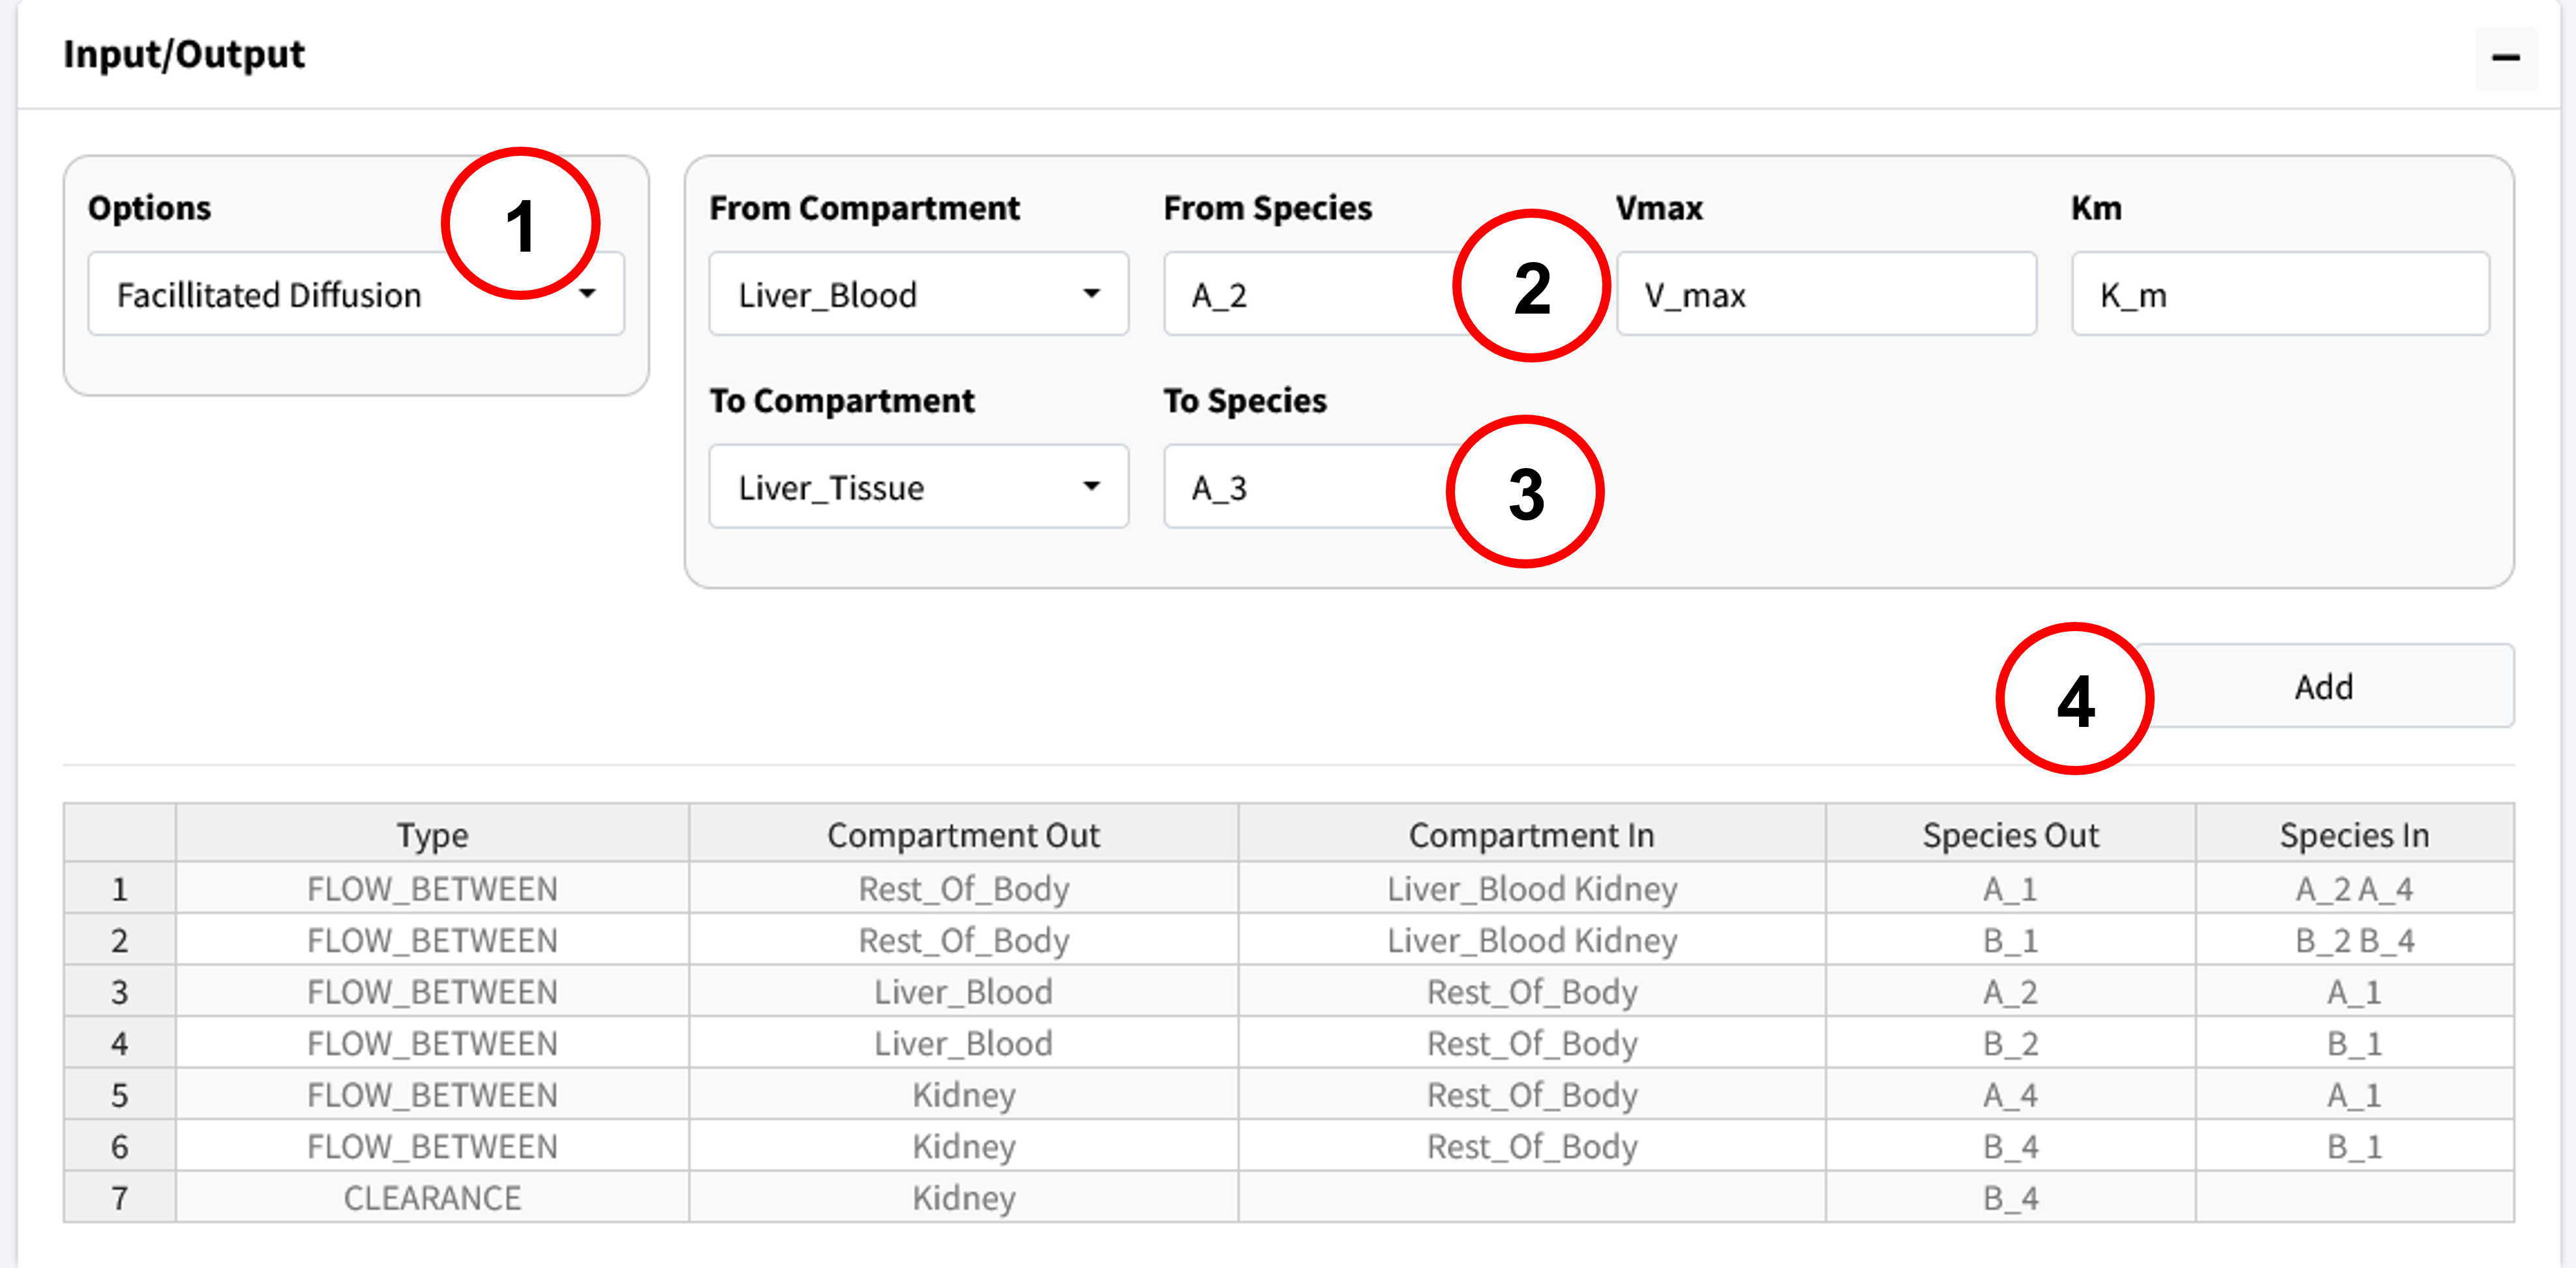 Input/Output
Options 1
Facillitated Diffusion
From Compartment From Species Vmax Km
Liver_Blood A_2 2 V_max K_m
To Compartment To Species
Liver_Tissue A_3 3
4 Add
Type Compartment Out Compartment In Species Out Species In
1 FLOW_BETWEEN Rest_Of_Body Liver_Blood Kidney A_1 A_2 A_4
2 FLOW_BETWEEN Rest_Of_Body Liver_Blood Kidney B_1 B_2 B_4
3 FLOW_BETWEEN Liver_Blood Rest_Of_Body A_2 A_1
4 FLOW_BETWEEN Liver_Blood Rest_Of_Body B_2 B_1
5 FLOW_BETWEEN Kidney Rest_Of_Body A_4 A_1
6 FLOW_BETWEEN Kidney Rest_Of_Body B_4 B_1
7 CLEARANCE Kidney B_4